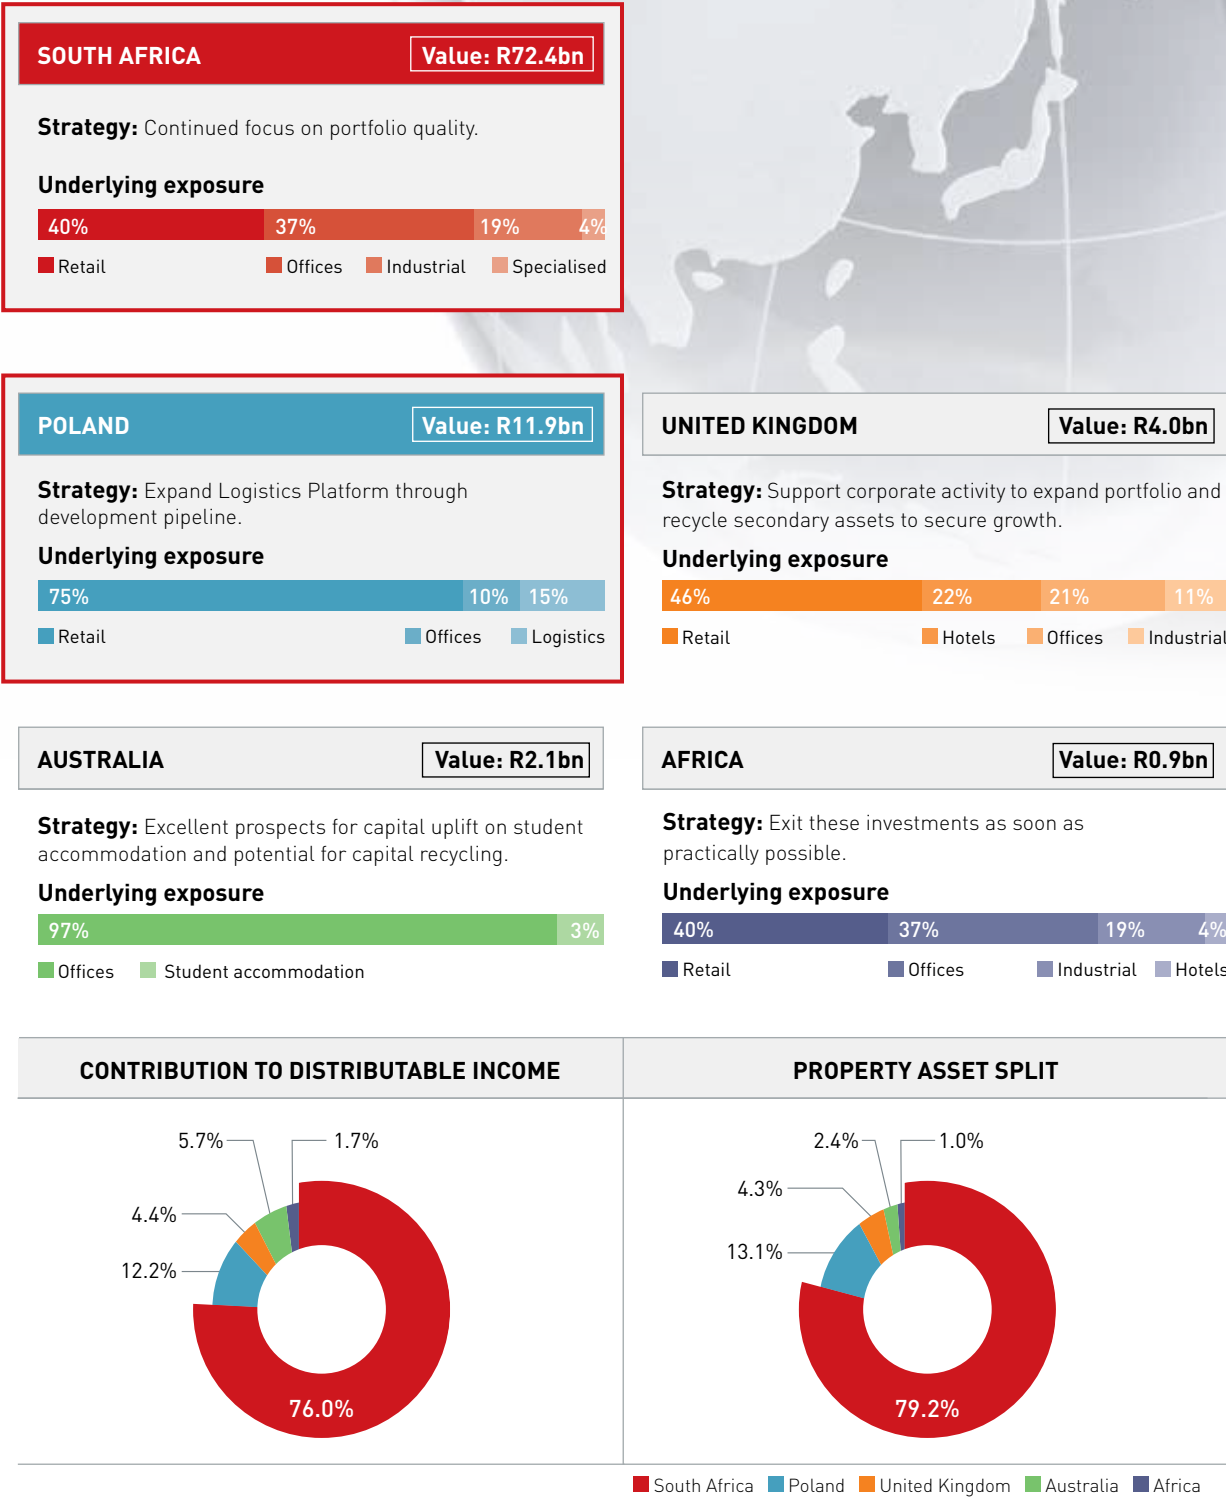 SOUTH AFRICA Value: R72.4bn
Strategy: Continued focus on portfolio quality.
Underlying exposure
40% 37% 19% 4%
Retail Offices Industrial Specialised
POLAND Value: R11.9bn
Strategy: Expand Logistics Platform through
development pipeline.
Underlying exposure
75% 10% 15%
Retail Offices Logistics
UNITED KINGDOM Value: R4.0bn
Strategy: Support corporate activity to expand portfolio and
recycle secondary assets to secure growth.
Underlying exposure
46% 22% 21% 11%
Retail Hotels Offices Industrial
AUSTRALIA Value: R2.1bn
Strategy: Excellent prospects for capital uplift on student
accommodation and potential for capital recycling.
Underlying exposure
97% 3%
Offices Student accommodation
AFRICA Value: R0.9bn
Strategy: Exit these investments as soon as
practically possible.
Underlying exposure
40% 37% 19% 4%
Retail Offices Industrial Hotels
CONTRIBUTION TO DISTRIBUTABLE INCOME
5.7% 1.7%
4.4%
12.2%
76.0%
PROPERTY ASSET SPLIT
2.4% 1.0%
4.3%
13.1%
79.2%
South Africa Poland United Kingdom Australia Africa